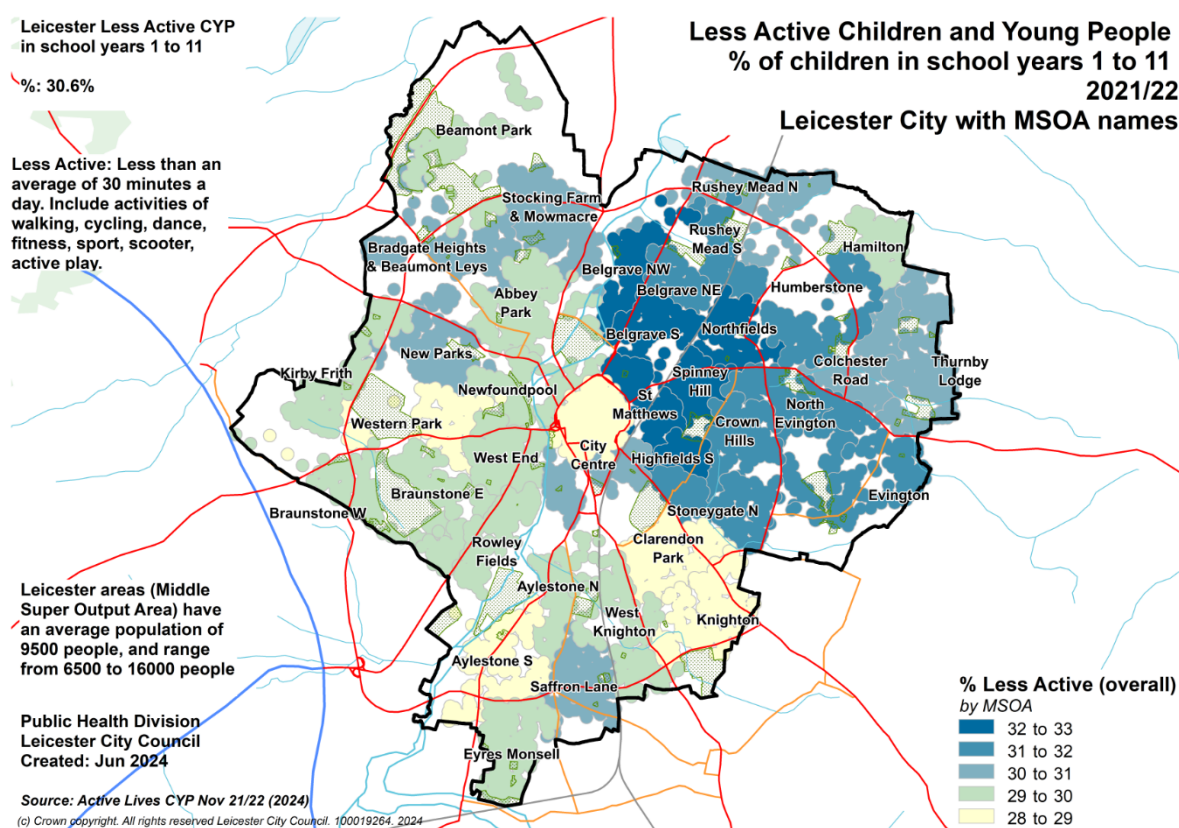 Leicester Less Active CYP
in school years 1 to 11
%: 30.6%
Less Active Children and Young People
% of children in school years 1 to 11
2021/22
Leicester City with MSOA names
Less Active: Less than an
average of 30 minutes a
day. Include activities of
walking, cycling, dance,
fitness, sport, scooter,
active play.
Beamont Park
Rushey Mead N
Stocking Farm
& Mowmacre
Rushey
Mead S
Hamilton
Bradgate Heights
& Beaumont Leys
Belgrave NW
Belgrave NE
Humberstone
Abbey
Park
Belgrave S
Northfields
New Parks
Colchester
Road
Thurnby
Lodge
Kirby Frith
Newfoundpool
Spinney
Hill
St
Matthews
North
Evington
Western Park
Crown
Hills
City
Centre
West End
Highfields S
Braunstone E
Evington
Braunstone W
Stoneygate N
Clarendon
Park
Rowley
Fields
Aylestone N
West
Knighton
Knighton
Aylestone S
Saffron Lane
Eyres Monsell
Leicester areas (Middle
Super Output Area) have
an average population of
9500 people, and range
from 6500 to 16000 people
Public Health Division
Leicester City Council
Created: Jun 2024
Source: Active Lives CYP Nov 21/22 (2024)
(c) Crown copyright. All rights reserved Leicester City Council. 100019264. 2024
% Less Active (overall)
by MSOA
32 to 33
31 to 32
30 to 31
29 to 30
28 to 29